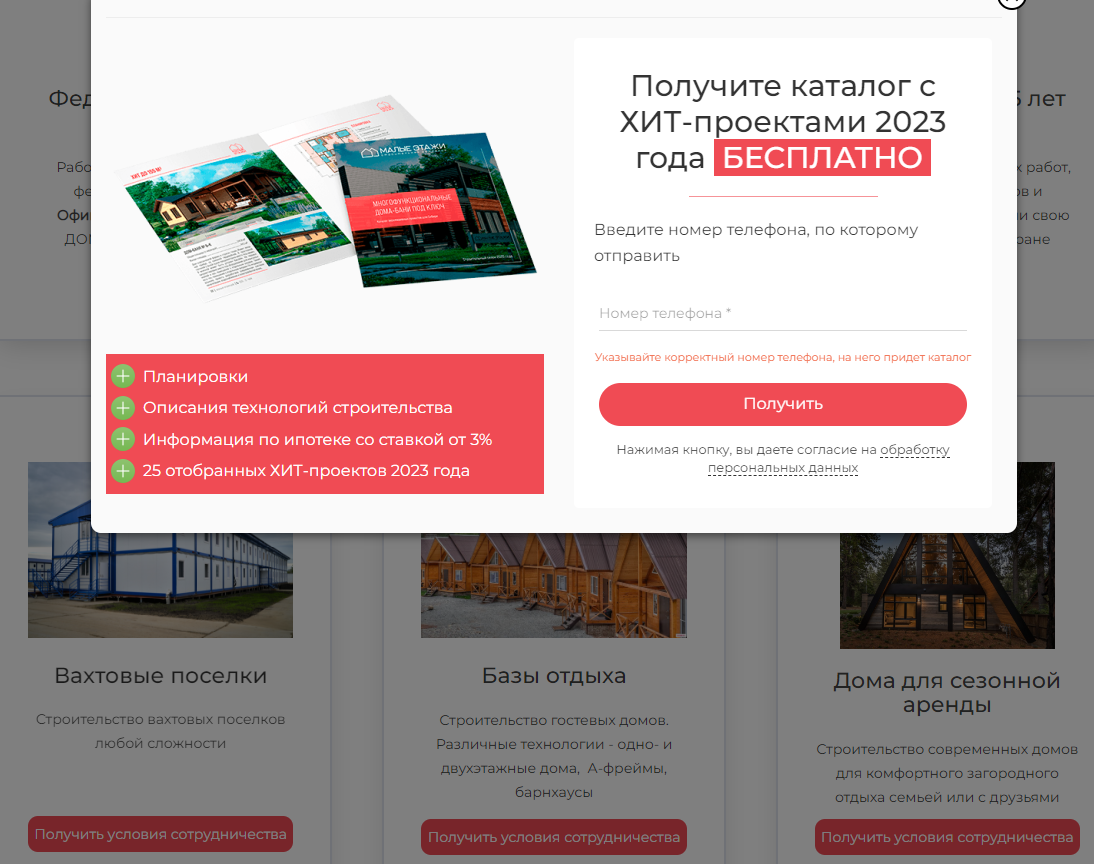 Фед
5 лет
Рабо
фе
Офи
ДОМ
х работ,
ов и
и свою
ране
ХИТ ДО 100 М²
МАЛЫЕ ЭТАЖИ
МНОГОФУНКЦИОНАЛЬНЫЕ
ДОМА-БАНИ ПОД КЛЮЧ
Получите каталог с
ХИТ-проектами 2023
года БЕСПЛАТНО
Введите номер телефона, по которому
отправить
Номер телефона *
Указывайте корректный номер телефона, на него придет каталог
Получить
Нажимая кнопку, вы даете согласие на обработку
персональных данных
Планировки
Описания технологий строительства
Информация по ипотеке со ставкой от 3%
25 отобранных ХИТ-проектов 2023 года
Вахтовые поселки
Строительство вахтовых поселков
любой сложности
Получить условия сотрудничества
Базы отдыха
Строительство гостевых домов.
Различные технологии - одно- и
двухэтажные дома, А-фреймы,
барнхаусы
Получить условия сотрудничества
Дома для сезонной
аренды
Строительство современных домов
для комфортного загородного
отдыха семьей или с друзьями
Получить условия сотрудничества